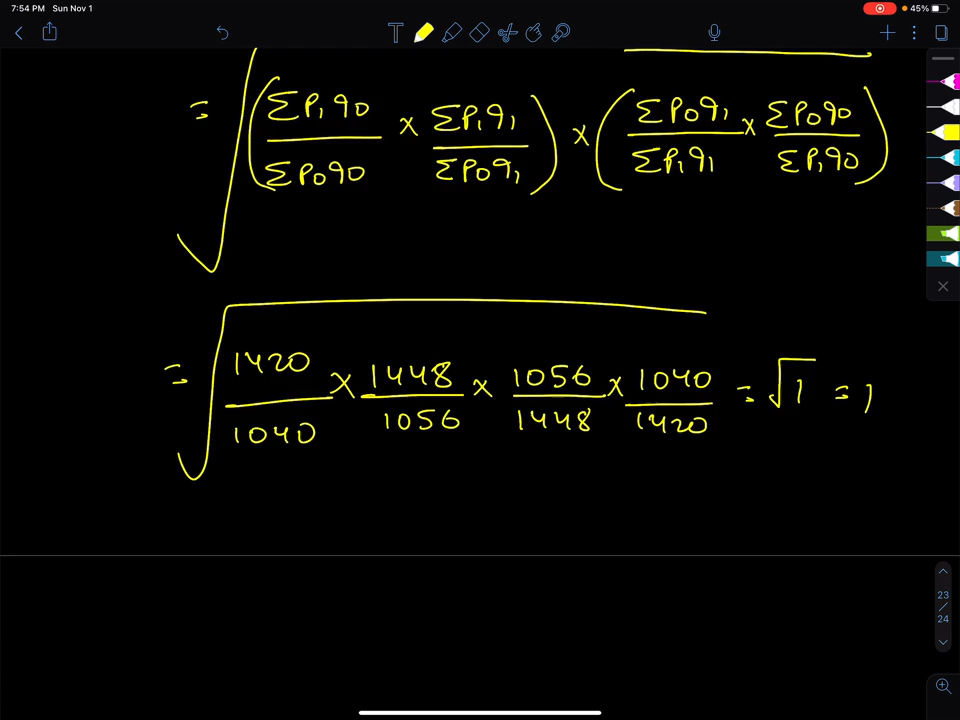 7:54 PM Sun Nov 1 45%
= √( (ΣP₁q₀ / ΣP₀q₀ × ΣP₁q₁ / ΣP₀q₁) × (ΣP₀q₁ / ΣP₁q₁ × ΣP₀q₀ / ΣP₁q₀) )
= √( 1420 / 1040 × 1448 / 1056 × 1056 / 1448 × 1040 / 1420 ) = √1 = 1
23
/
24